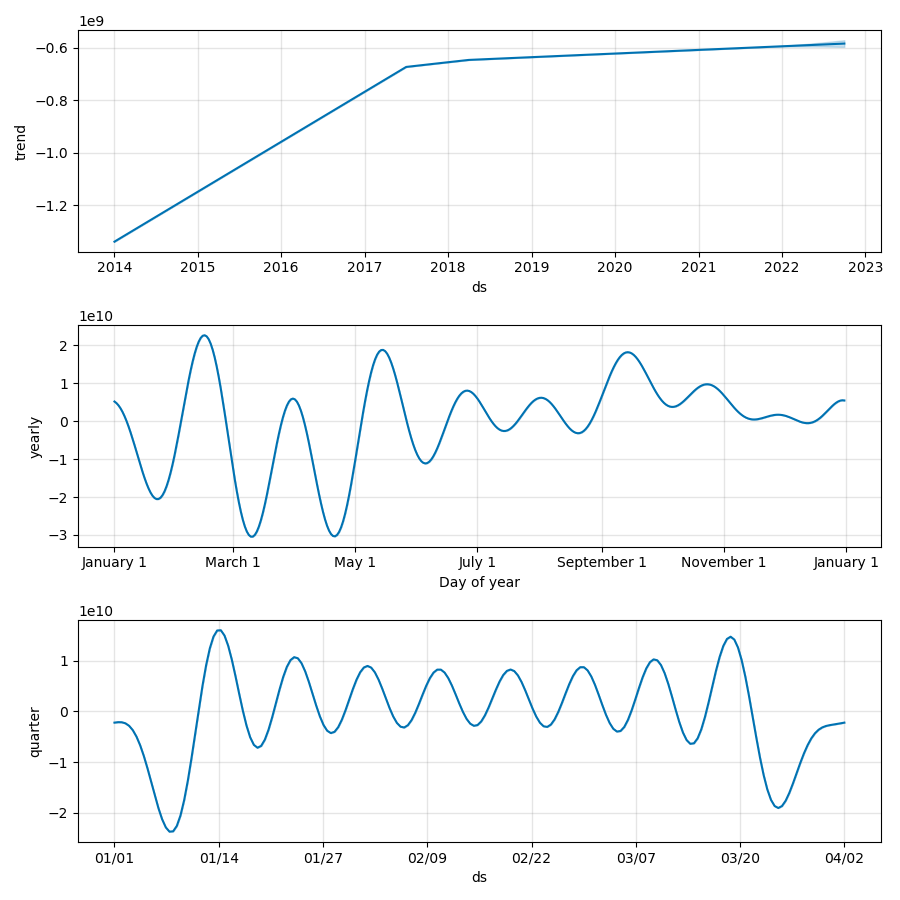 1e9
−0.6
−0.8
−1.0
−1.2
trend
2014 2015 2016 2017 2018 2019 2020 2021 2022 2023
ds
1e10
2
1
0
−1
−2
−3
yearly
January 1 March 1 May 1 July 1 September 1 November 1 January 1
Day of year
1e10
1
0
−1
−2
quarter
01/01 01/14 01/27 02/09 02/22 03/07 03/20 04/02
ds